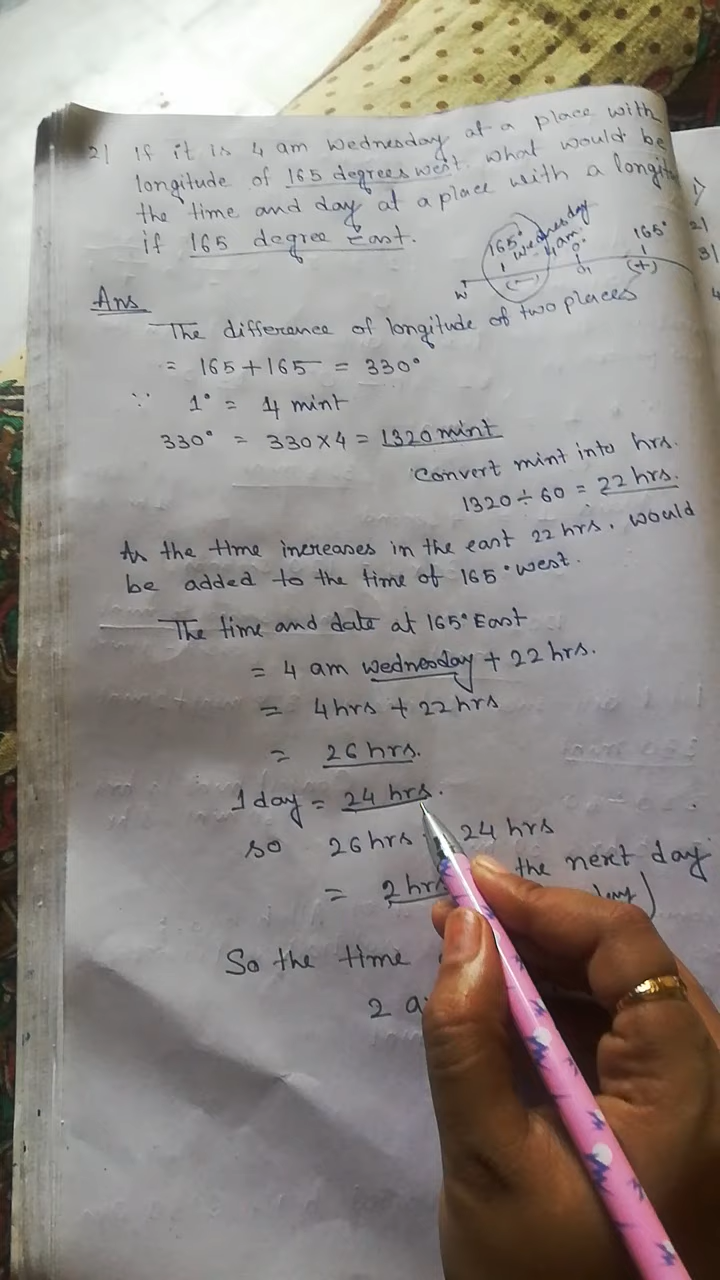 2) If it is 4 am Wednesday at a place with
longitude of 165 degrees west. what would be
the time and day at a place with a longit
if 165 degree East.
165° Wednesday 4am 0° 165°
W (-) (+)
Ans
The difference of longitude of two places
= 165 + 165 = 330°
∵ 1° = 4 mint
330° = 330 × 4 = 1320 mint
Convert mint into hrs.
1320 ÷ 60 = 22 hrs.
As the time increases in the east 22 hrs. would
be added to the time of 165° west.
The time and date at 165° East
= 4 am wednesday + 22 hrs.
= 4 hrs + 22 hrs
= 26 hrs.
1 day = 24 hrs.
so 26 hrs 24 hrs
= 2 hr the next day
So the time
2 a
1)
2)
3)
4